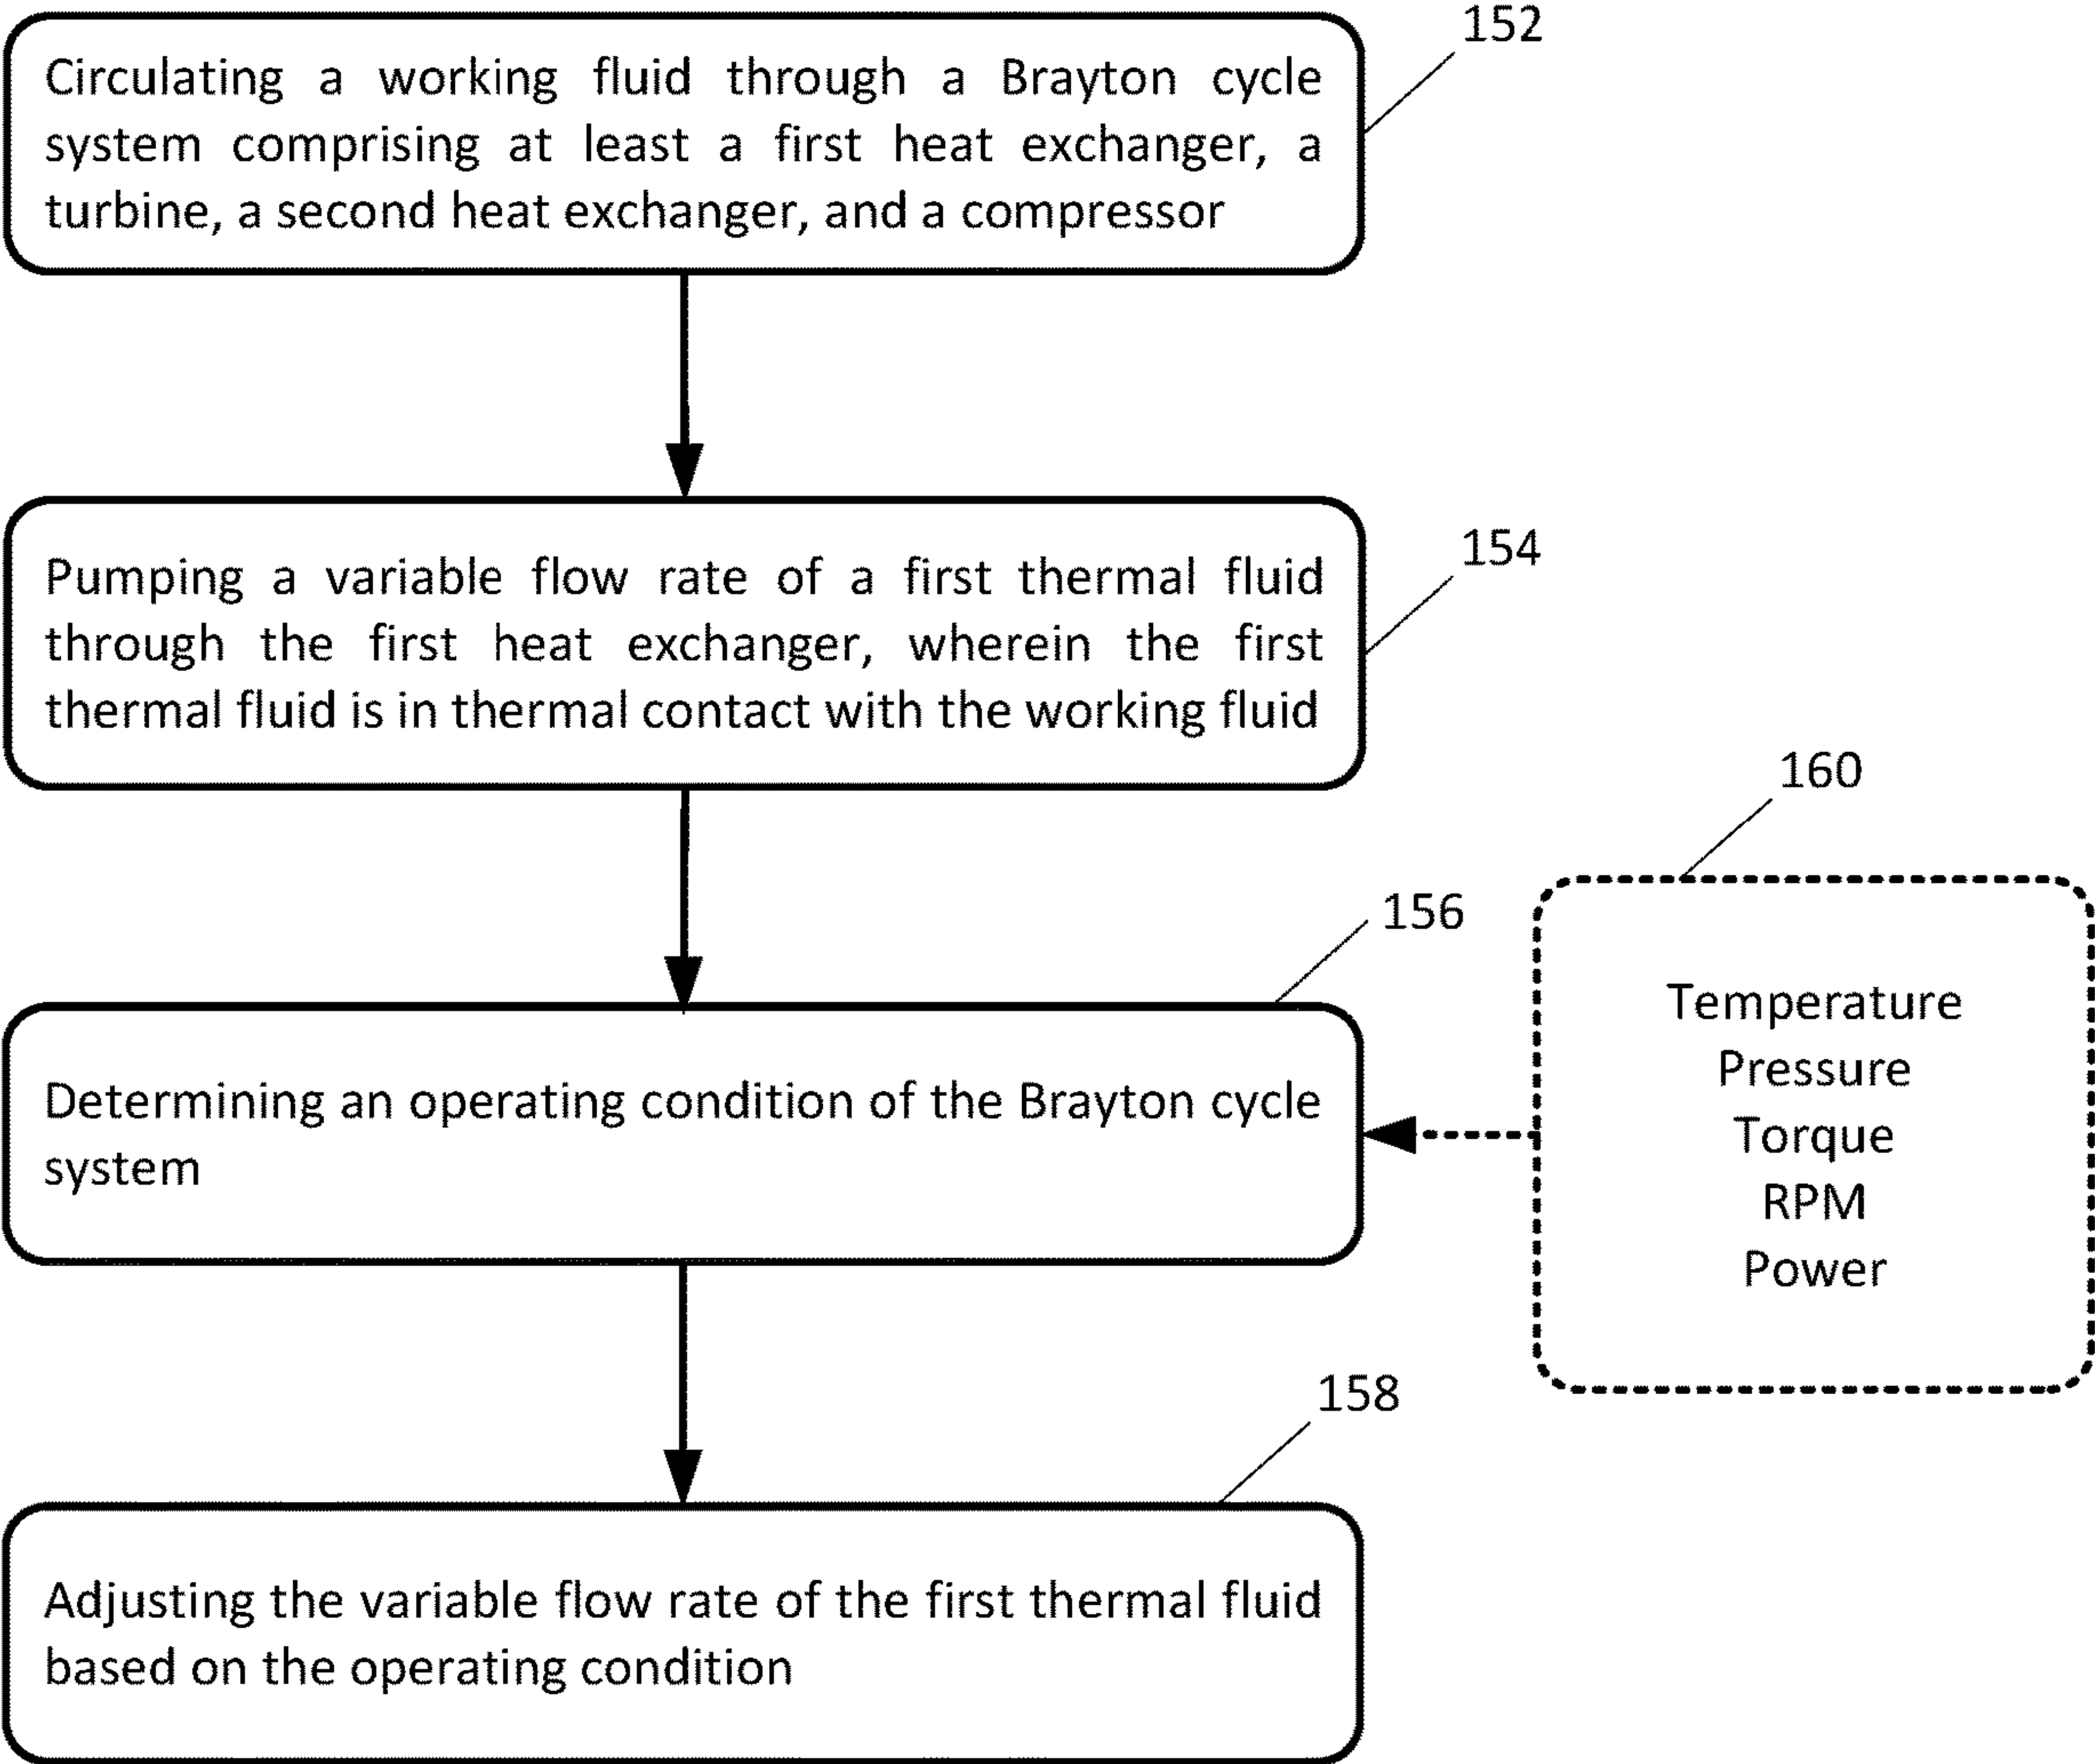 152
Circulating a working fluid through a Brayton cycle
system comprising at least a first heat exchanger, a
turbine, a second heat exchanger, and a compressor
154
Pumping a variable flow rate of a first thermal fluid
through the first heat exchanger, wherein the first
thermal fluid is in thermal contact with the working fluid
160
156
Temperature
Pressure
Torque
RPM
Power
Determining an operating condition of the Brayton cycle
system
158
Adjusting the variable flow rate of the first thermal fluid
based on the operating condition